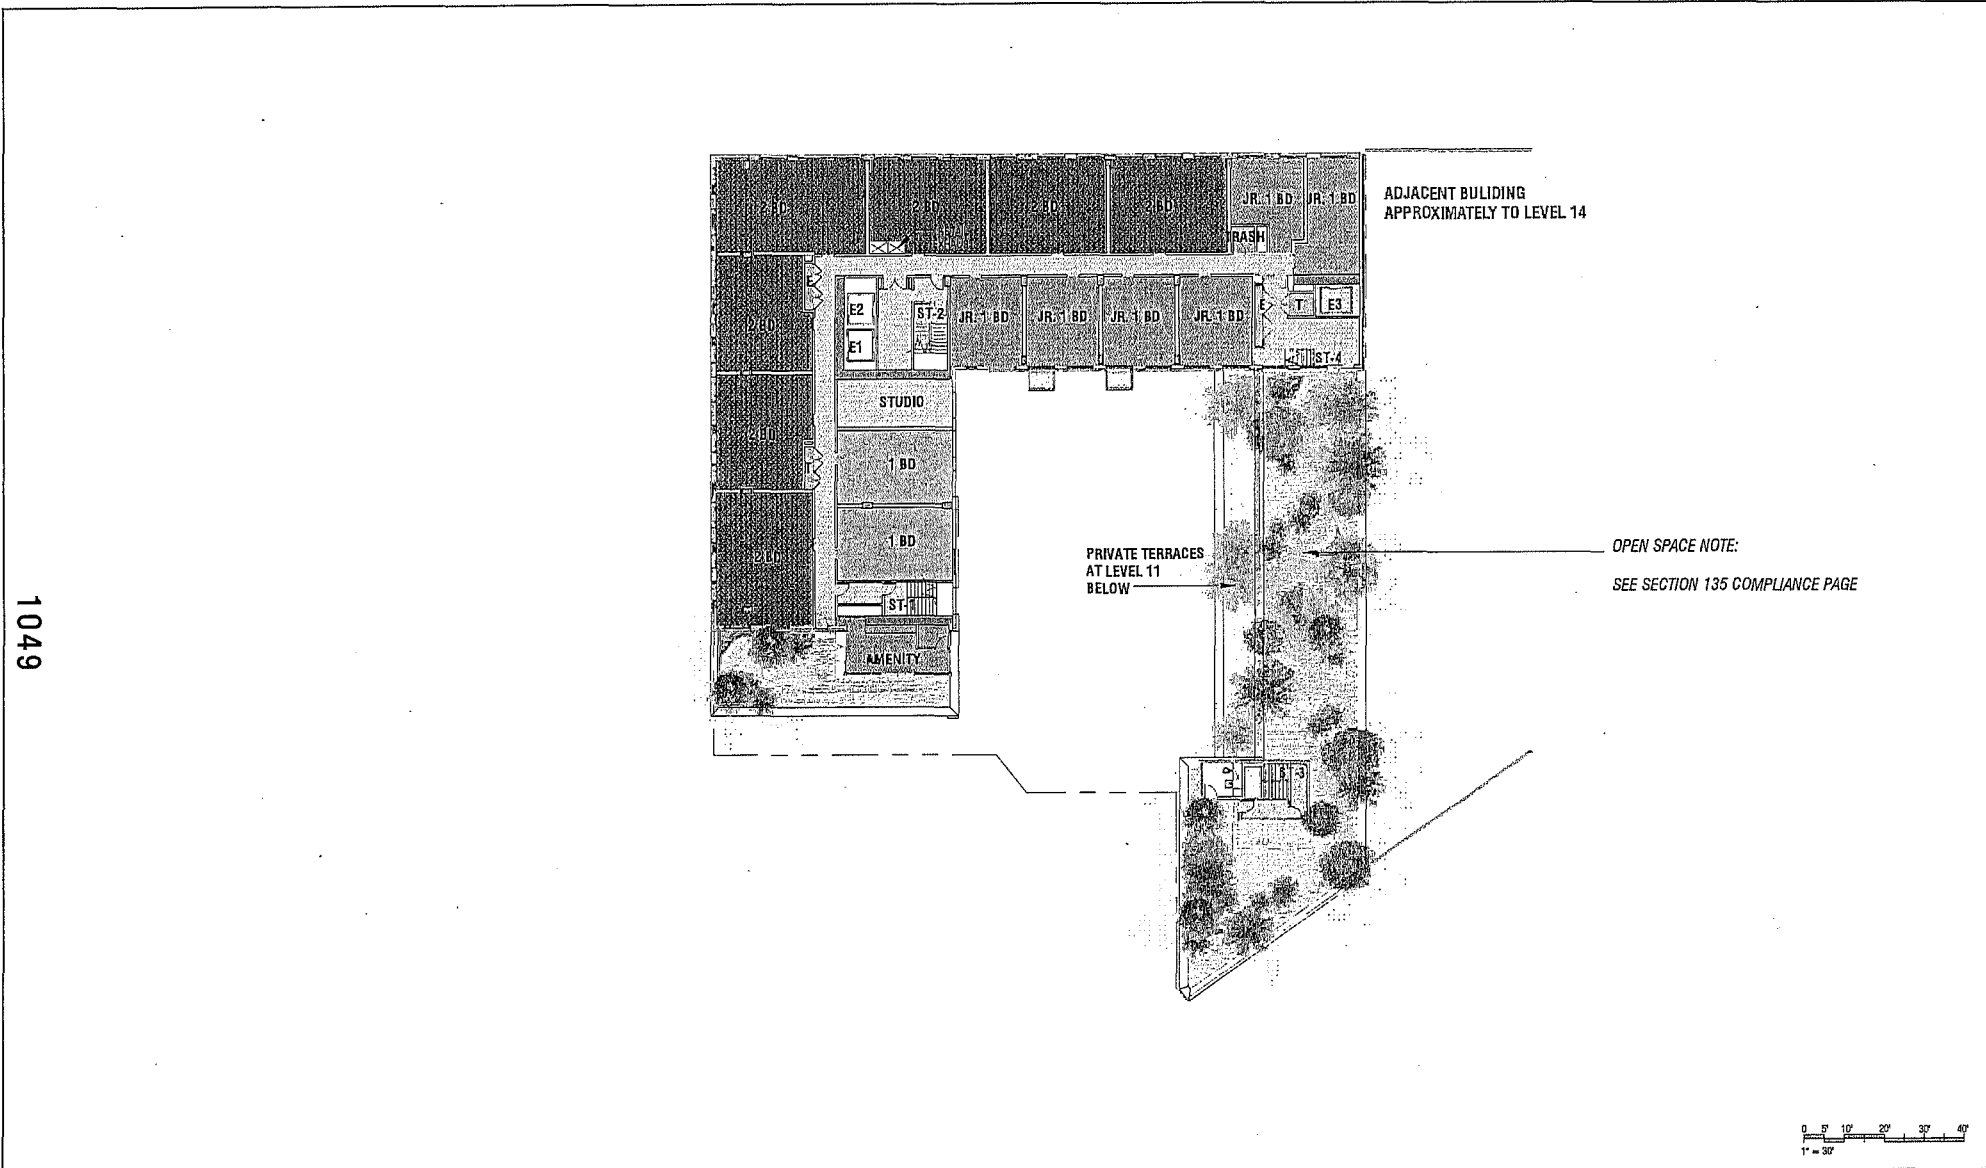 2 BD
2 BD
2 BD
2 BD
JR. 1 BD
JR. 1 BD
TRASH
ADJACENT BULIDING
APPROXIMATELY TO LEVEL 14
E
E2
E1
ST-2
JR. 1 BD
JR. 1 BD
JR. 1 BD
JR. 1 BD
E
T
E3
ST-4
2 BD
STUDIO
2 BD
1 BD
T
1 BD
2 BD
PRIVATE TERRACES
AT LEVEL 11
BELOW
OPEN SPACE NOTE:
SEE SECTION 135 COMPLIANCE PAGE
ST-1
AMENITY
1049
0 5' 10' 20' 30' 40'
1" = 30'